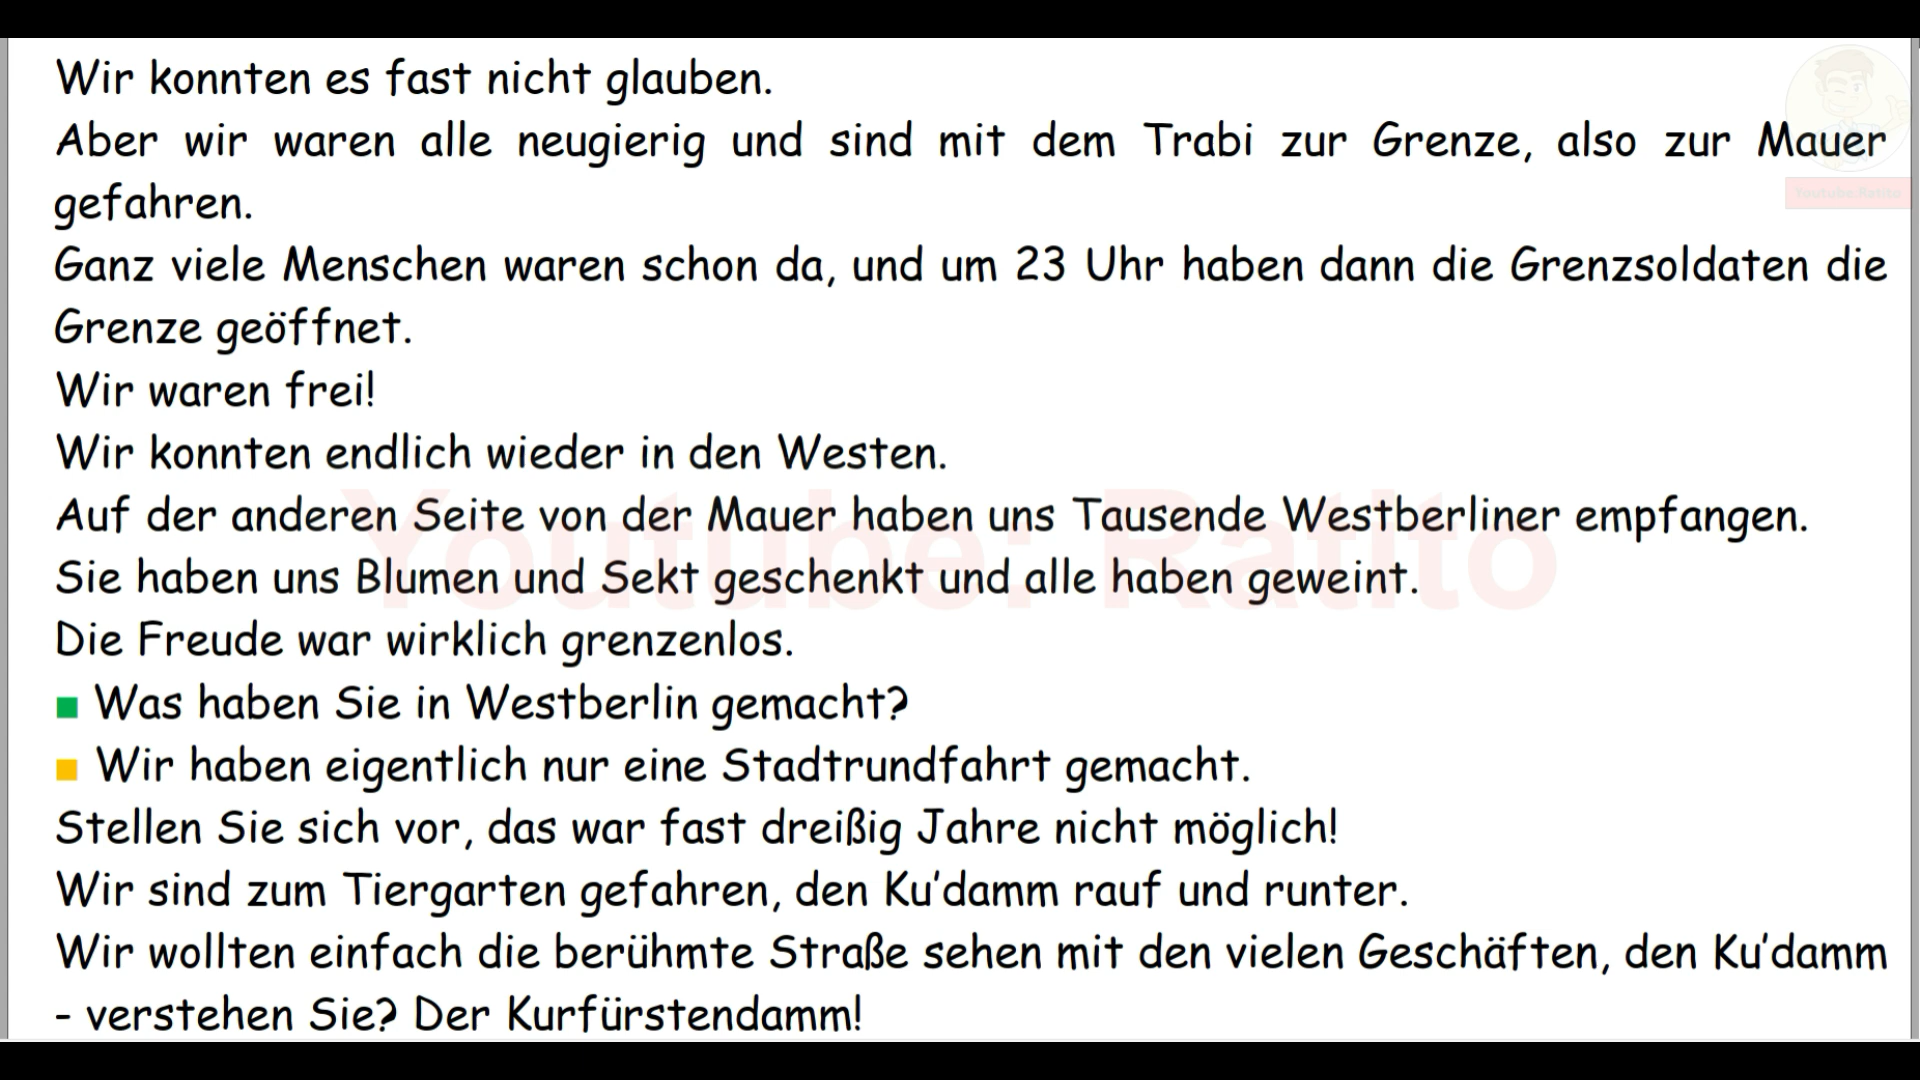 Wir konnten es fast nicht glauben.
Aber wir waren alle neugierig und sind mit dem Trabi zur Grenze, also zur Mauer
gefahren.
Ganz viele Menschen waren schon da, und um 23 Uhr haben dann die Grenzsoldaten die
Grenze geöffnet.
Wir waren frei!
Wir konnten endlich wieder in den Westen.
Auf der anderen Seite von der Mauer haben uns Tausende Westberliner empfangen.
Sie haben uns Blumen und Sekt geschenkt und alle haben geweint.
Die Freude war wirklich grenzenlos.
■ Was haben Sie in Westberlin gemacht?
■ Wir haben eigentlich nur eine Stadtrundfahrt gemacht.
Stellen Sie sich vor, das war fast dreißig Jahre nicht möglich!
Wir sind zum Tiergarten gefahren, den Ku'damm rauf und runter.
Wir wollten einfach die berühmte Straße sehen mit den vielen Geschäften, den Ku'damm
- verstehen Sie? Der Kurfürstendamm!
Youtube: Ratito
Youtube:Ratito